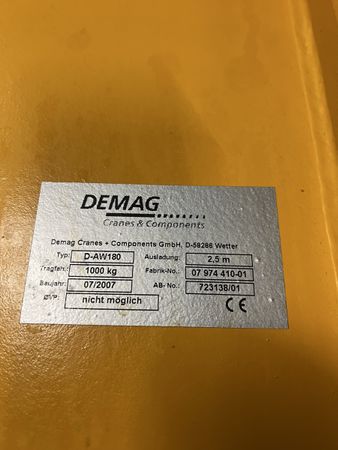 DEMAG
Cranes & Components
Demag Cranes + Components GmbH, D-58286 Wetter
Typ: D-AW180 Ausladung: 2,5 m
Tragfah.: 1000 kg Fabrik-No.: 07 974 410-01
Baujahr: 07/2007 AB- No.: 723138/01
nicht möglich CE